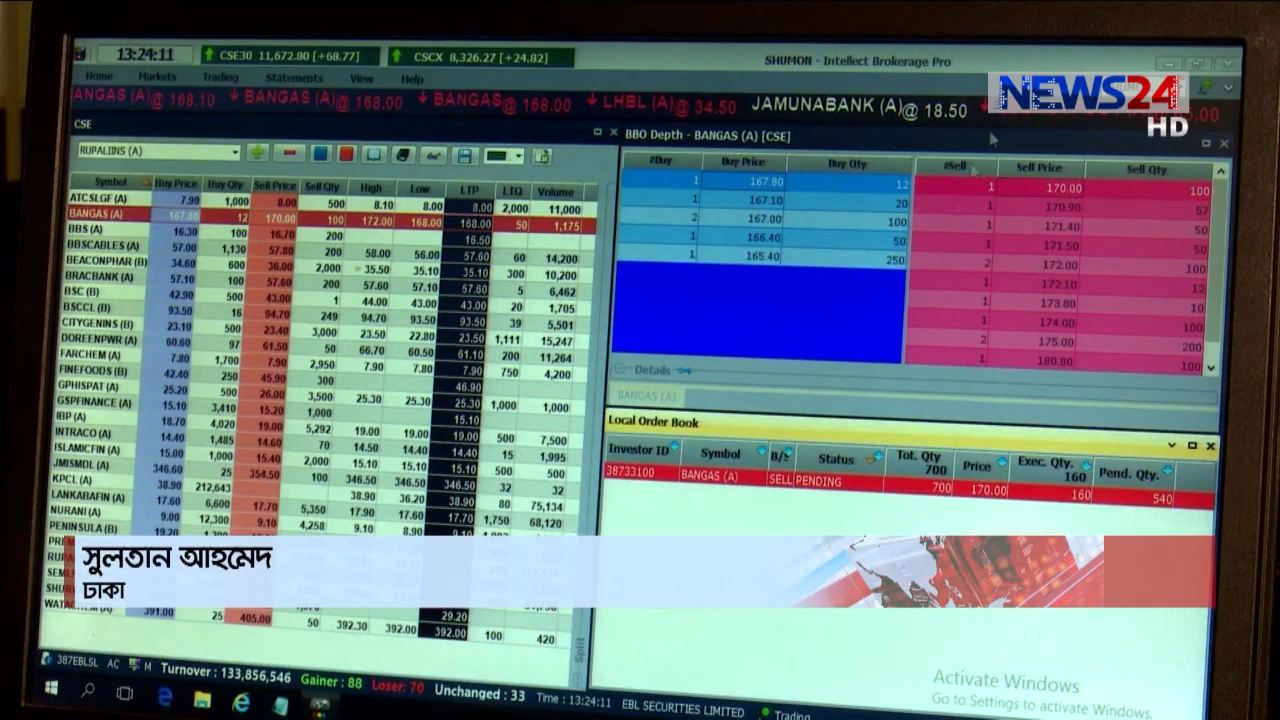 13:24:11 CSE30 11,672.80 [+68.77] CSCX 8,326.27 [+24.82] SHUMON - Intellect Brokerage Pro
Home Markets Trading Statements View Help
NEWS24
HD
ANGAS (A)@ 168.10 BANGAS (A)@ 168.00 BANGAS@ 168.00 LHBL (A)@ 34.50 JAMUNABANK (A)@ 18.50
CSE
BBO Depth - BANGAS (A) [CSE]
RUPALIINS (A)
#Buy Buy Price Buy Qty #Sell Sell Price Sell Qty
1 167.80 12 1 170.00 100
1 167.10 20 1 170.90 57
2 167.00 100 1 171.40 50
1 166.40 50 1 171.50 50
1 165.40 250 2 172.00 100
1 172.10 12
1 173.80 10
1 174.00 100
2 175.00 200
1 180.80 100
Details
BANGAS (A)
Symbol Buy Price Buy Qty Sell Price Sell Qty High Low LTP LTQ Volume
ATCSLGF (A) 7.90 1,000 8.00 500 8.10 8.00 8.00 2,000 11,000
BANGAS (A) 167.80 12 170.00 100 172.00 168.00 168.00 50 1,175
BBS (A) 16.30 100 16.70 200 16.50
BBSCABLES (A) 57.00 1,130 57.80 200 58.00 56.00 57.60 60 14,200
BEACONPHAR (B) 34.60 600 36.00 2,000 35.50 35.10 35.10 300 10,200
BRACBANK (A) 57.10 100 57.60 200 57.60 57.10 57.60 5 6,462
BSC (B) 42.90 500 43.00 1 44.00 43.00 43.00 20 1,705
BSCCL (B) 93.50 16 94.70 249 94.70 93.50 93.50 39 5,501
CITYGENINS (B) 23.10 500 23.40 3,000 23.50 22.80 23.50 1,111 15,247
DOREENPWR (A) 60.60 97 61.50 50 66.70 60.50 61.10 200 11,264
FARCHEM (A) 7.80 1,700 7.90 2,950 7.90 7.80 7.90 750 4,200
FINEFOODS (B) 42.40 250 45.90 300 46.90
GPHISPAT (A) 25.20 500 26.00 3,500 25.30 25.30 25.30 1,000 1,000
GSPFINANCE (A) 15.10 3,410 15.20 1,000 15.10
IBP (A) 18.70 4,020 19.00 5,292 19.00 19.00 19.00 500 7,500
INTRACO (A) 14.40 1,485 14.60 70 14.50 14.40 14.40 15 1,995
ISLAMICFIN (A) 15.00 1,000 15.40 2,000 15.10 15.10 15.10 500 500
JMISMDL (A) 346.60 25 354.50 100 346.50 346.50 346.50 32 32
KPCL (A) 38.90 212,643 38.90 36.20 38.90 80 75,134
LANKABAFIN (A) 17.60 6,600 17.70 5,350 17.90 17.60 17.70 1,750 68,120
NURANI (A) 9.00 12,300 9.10 4,258 9.10 8.90 9.10
PENINSULA (B) 19.20
29.20
391.00 25 405.00 50 392.30 392.00 392.00 100 420
Local Order Book
Investor ID Symbol B/S Status Tot. Qty 700 Price Exec. Qty. 160 Pend. Qty.
38733100 BANGAS (A) SELL PENDING 700 170.00 160 540
সুলতান আহমেদ
ঢাকা
Split
387EBLSL AC M Turnover : 133,856,546 Gainer : 88 Loser: 70 Unchanged : 33 Time : 13:24:11 EBL SECURITIES LIMITED Trading
Activate Windows
Go to Settings to activate Windows.